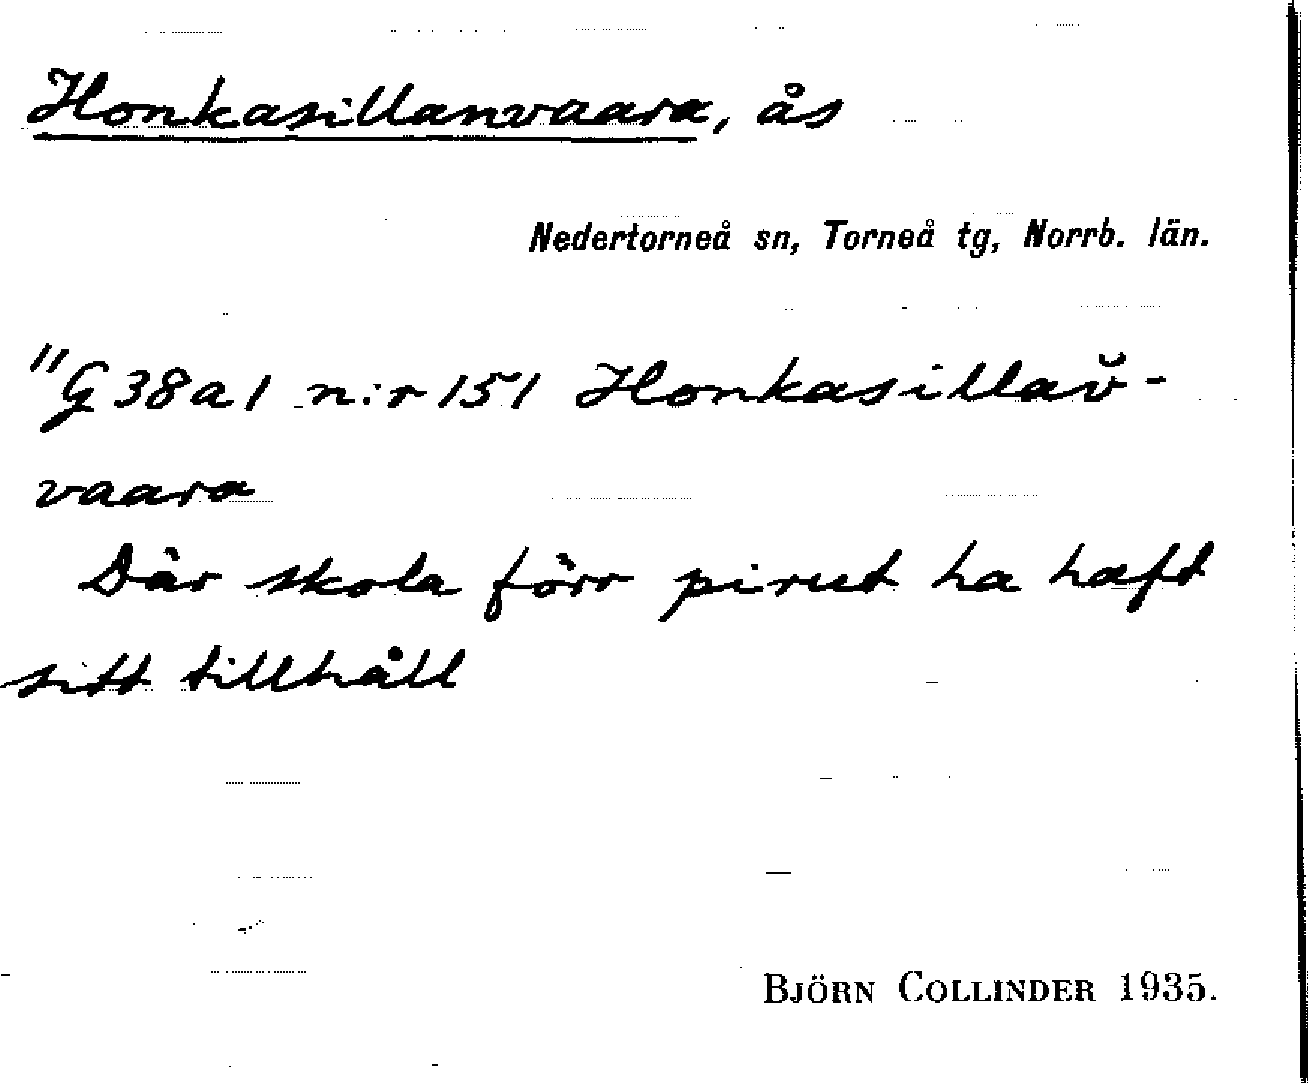 Honkasillanvaara, ås
Nedertorneå sn, Torneå tg, Norrb. län.
"G 38 a 1 n:r 151 Honkasillav̆-
vaara
Där skola förr pirut ha haft
sitt tillhåll
BJÖRN COLLINDER 1935.